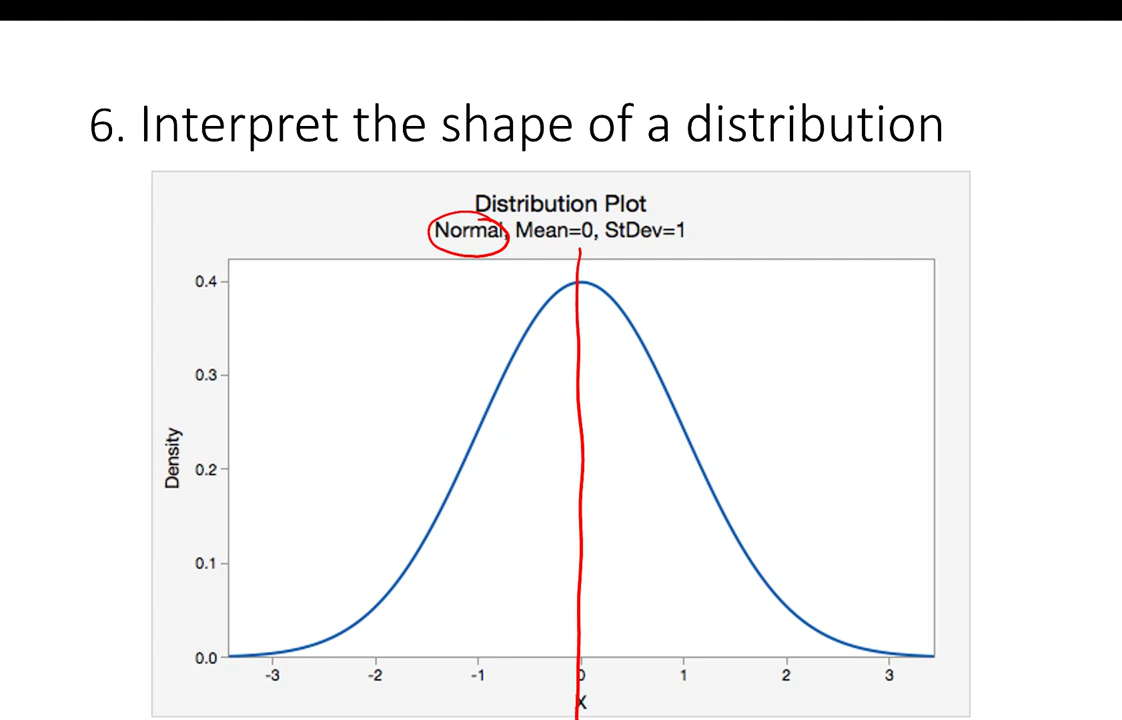 6. Interpret the shape of a distribution
Distribution Plot
Normal, Mean=0, StDev=1
0.4
0.3
0.2
0.1
0.0
Density
-3 -2 -1 0 1 2 3
X